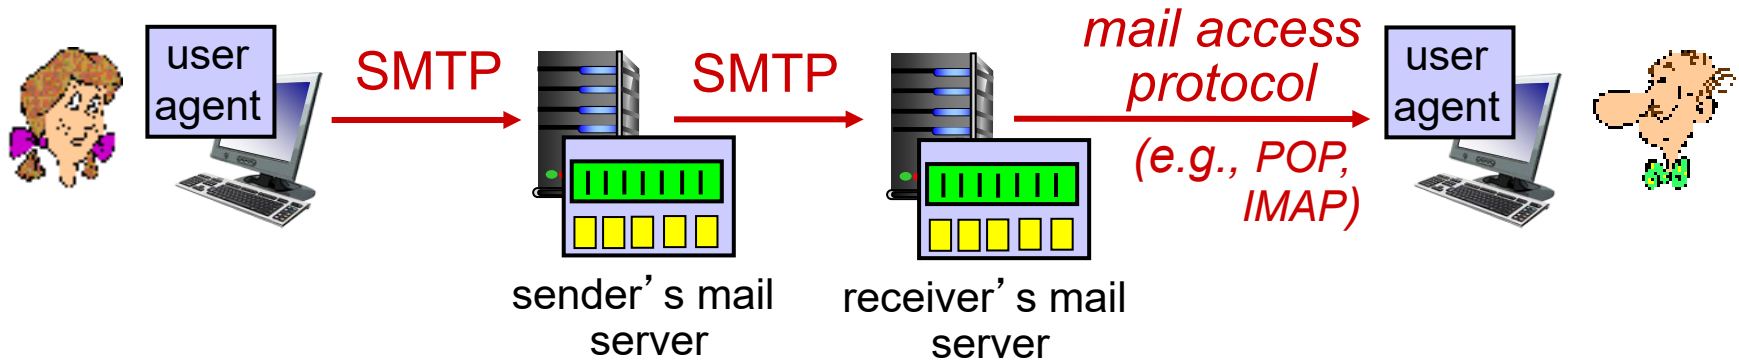 user
agent
SMTP
SMTP
mail access
protocol
(e.g., POP,
IMAP)
user
agent
sender’s mail
server
receiver’s mail
server